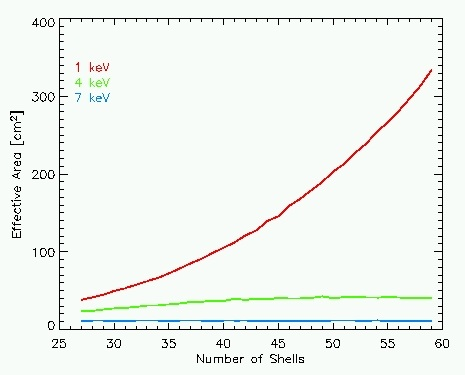 400
300
200
100
0
Effective Area [cm²]
1 keV
4 keV
7 keV
25 30 35 40 45 50 55 60
Number of Shells